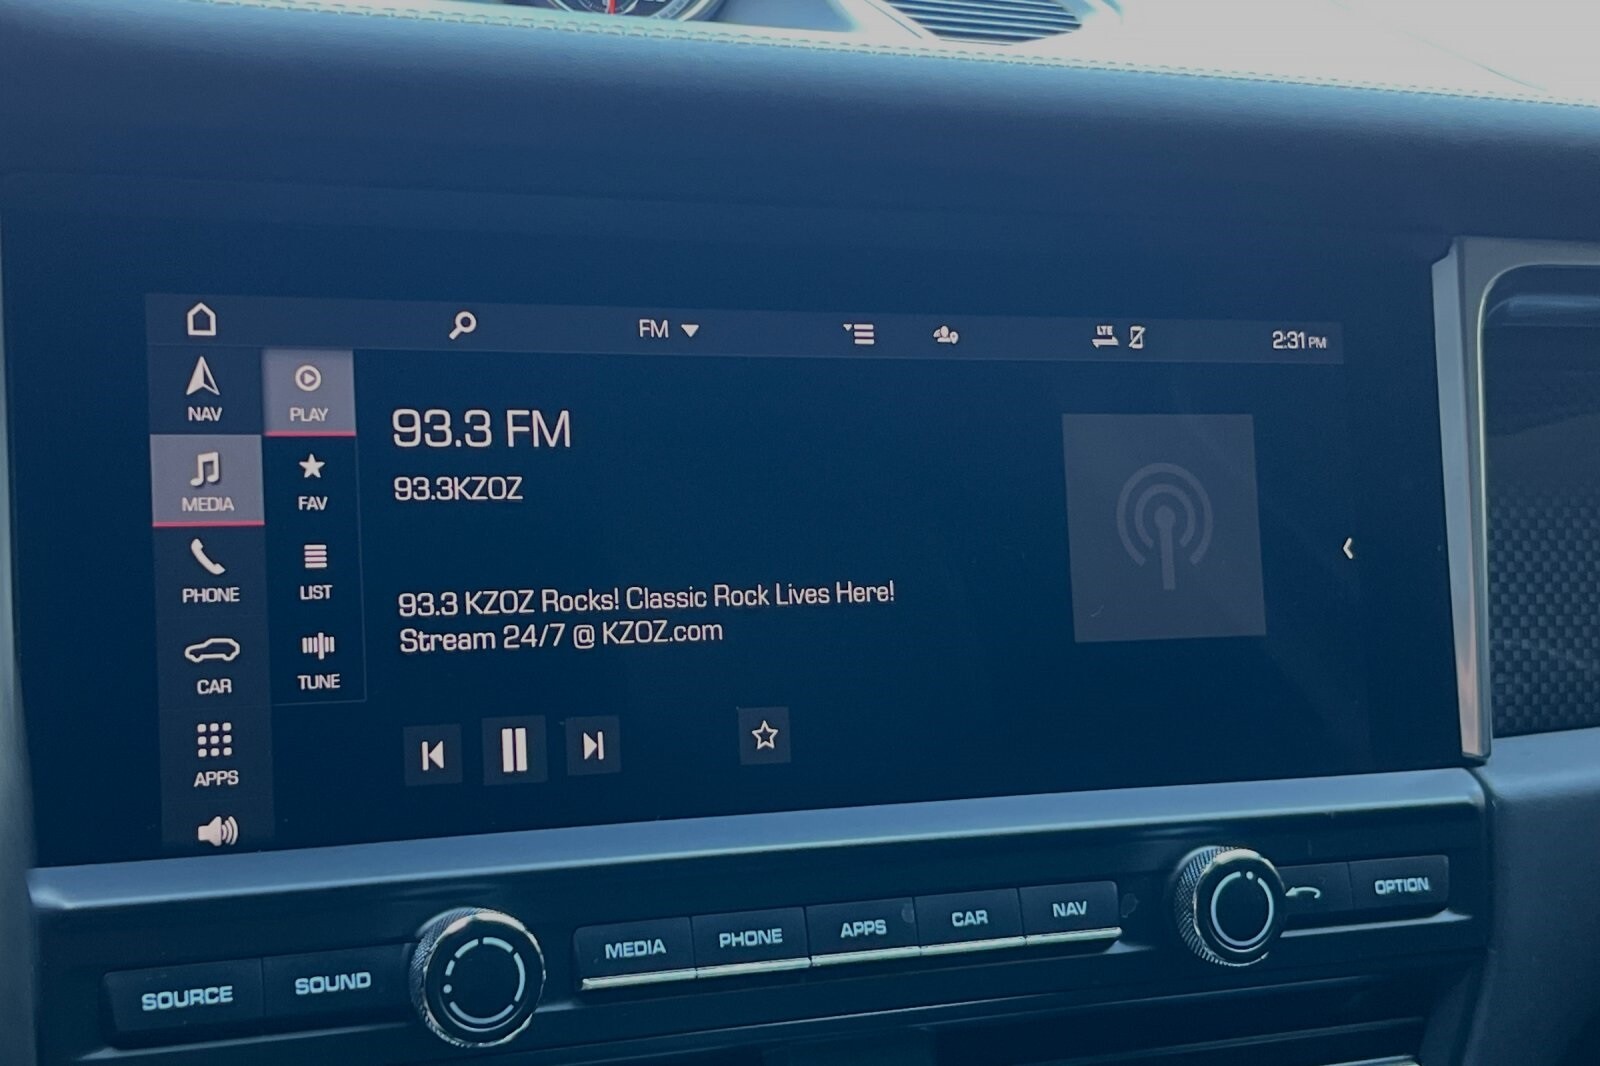 FM
LTE
2:31 PM
NAV
PLAY
93.3 FM
MEDIA
FAV
93.3KZOZ
PHONE
LIST
93.3 KZOZ Rocks! Classic Rock Lives Here!
Stream 24/7 @ KZOZ.com
CAR
TUNE
APPS
SOURCE
SOUND
MEDIA
PHONE
APPS
CAR
NAV
OPTION